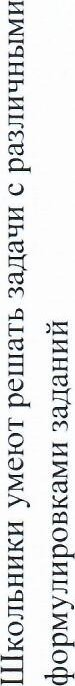 Школьники умеют решать задачи с различными
формулировками заданий